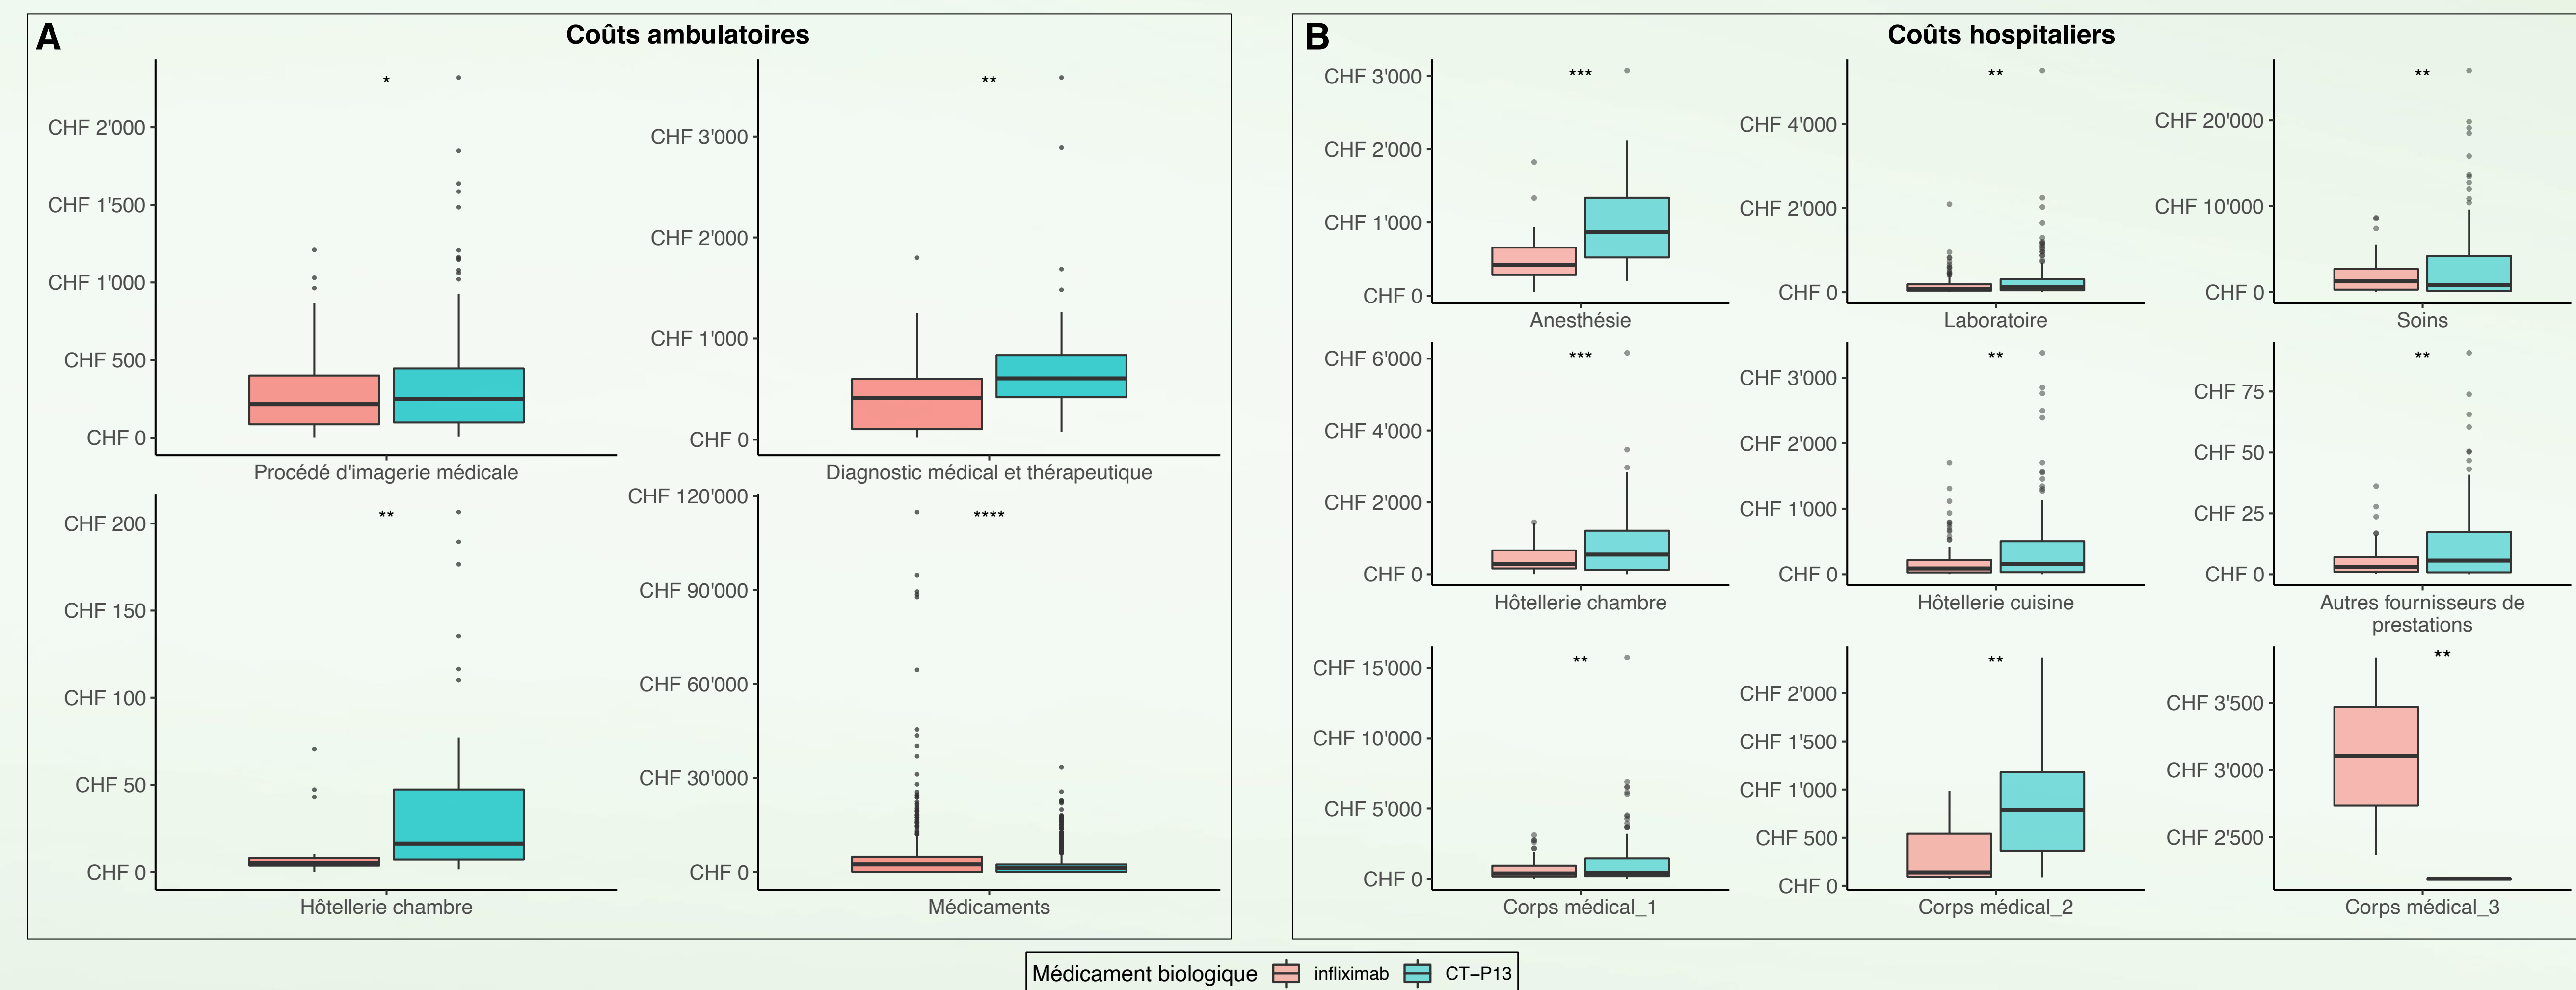 A
Coûts ambulatoires
*
CHF 2'000
CHF 1'500
CHF 1'000
CHF 500
CHF 0
Procédé d'imagerie médicale
**
CHF 3'000
CHF 2'000
CHF 1'000
CHF 0
Diagnostic médical et thérapeutique
**
CHF 200
CHF 150
CHF 100
CHF 50
CHF 0
Hôtellerie chambre
****
CHF 120'000
CHF 90'000
CHF 60'000
CHF 30'000
CHF 0
Médicaments
B
Coûts hospitaliers
***
CHF 3'000
CHF 2'000
CHF 1'000
CHF 0
Anesthésie
**
CHF 4'000
CHF 2'000
CHF 0
Laboratoire
**
CHF 20'000
CHF 10'000
CHF 0
Soins
***
CHF 6'000
CHF 4'000
CHF 2'000
CHF 0
Hôtellerie chambre
**
CHF 3'000
CHF 2'000
CHF 1'000
CHF 0
Hôtellerie cuisine
**
CHF 75
CHF 50
CHF 25
CHF 0
Autres fournisseurs de
prestations
**
CHF 15'000
CHF 10'000
CHF 5'000
CHF 0
Corps médical_1
**
CHF 2'000
CHF 1'500
CHF 1'000
CHF 500
CHF 0
Corps médical_2
**
CHF 3'500
CHF 3'000
CHF 2'500
Corps médical_3
Médicament biologique infliximab CT−P13